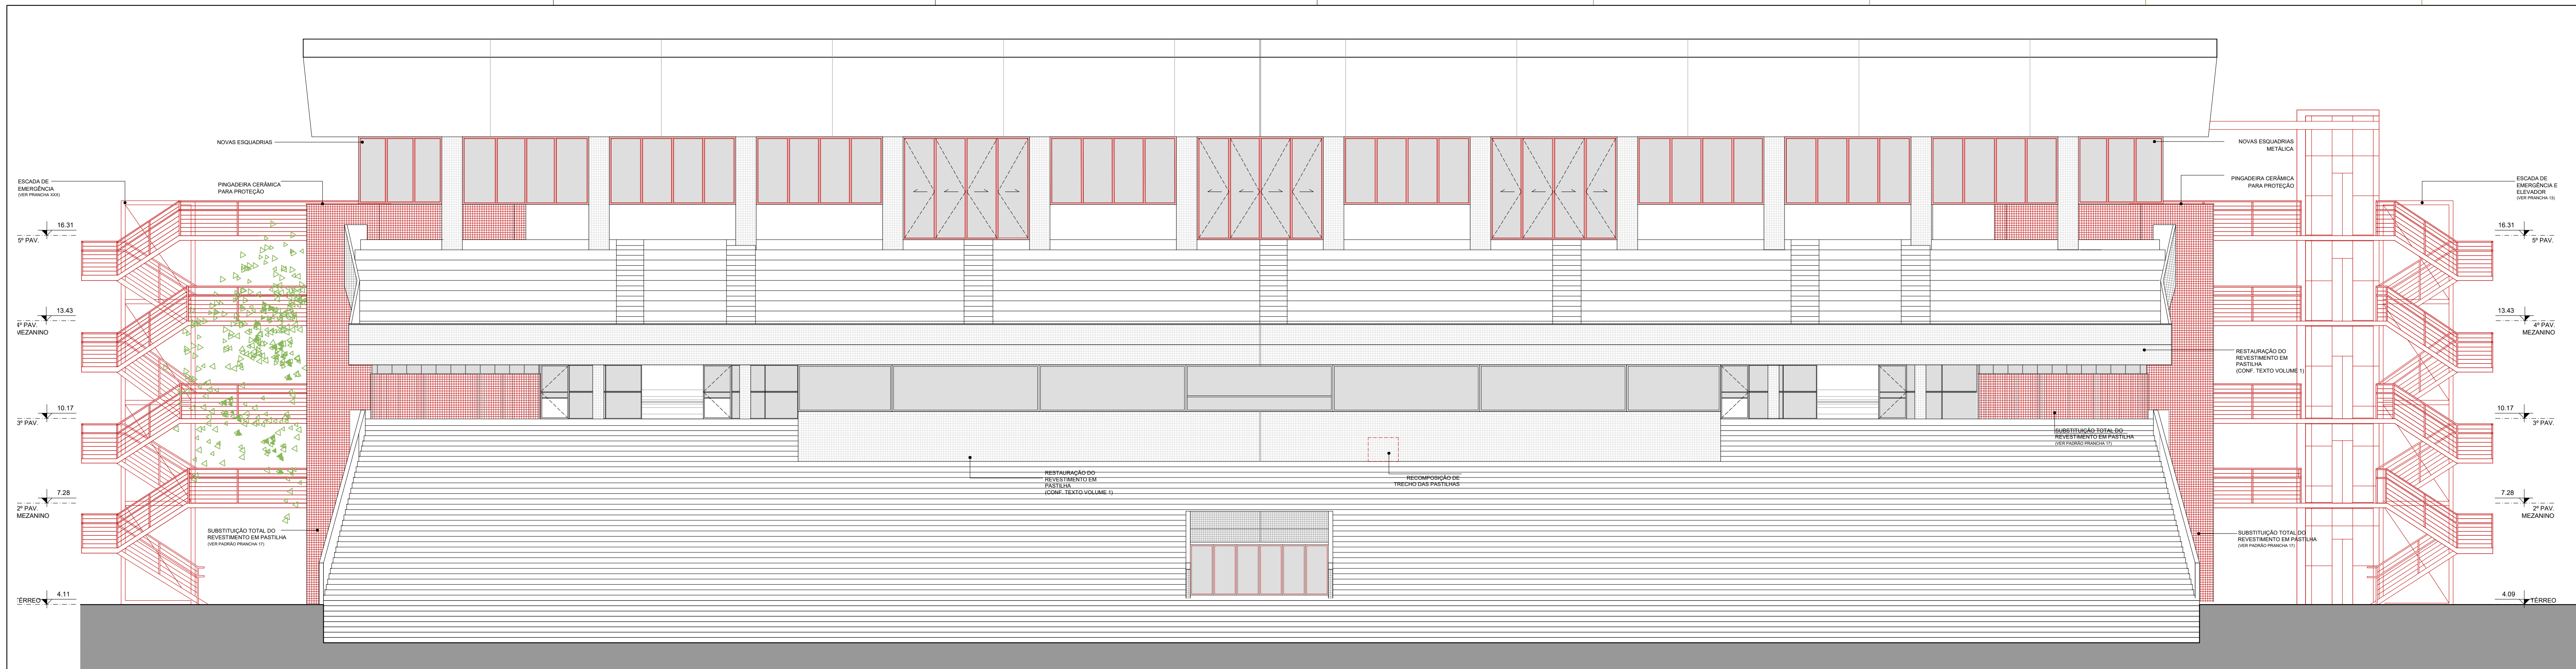 NOVAS ESQUADRIAS
ESCADA DE
EMERGÊNCIA
(VER PRANCHA XXX)
PINGADEIRA CERÂMICA
PARA PROTEÇÃO
16.31
5º PAV.
13.43
4º PAV.
MEZANINO
10.17
3º PAV.
7.28
2º PAV.
MEZANINO
SUBSTITUIÇÃO TOTAL DO
REVESTIMENTO EM PASTILHA
(VER PADRÃO PRANCHA 17)
4.11
TÉRREO
RESTAURAÇÃO DO
REVESTIMENTO EM
PASTILHA
(CONF. TEXTO VOLUME 1)
RECOMPOSIÇÃO DE
TRECHO DAS PASTILHAS
SUBSTITUIÇÃO TOTAL DO
REVESTIMENTO EM PASTILHA
(VER PADRÃO PRANCHA 17)
NOVAS ESQUADRIAS
METÁLICA
PINGADEIRA CERÂMICA
PARA PROTEÇÃO
RESTAURAÇÃO DO
REVESTIMENTO EM
PASTILHA
(CONF. TEXTO VOLUME 1)
SUBSTITUIÇÃO TOTAL DO
REVESTIMENTO EM PASTILHA
(VER PADRÃO PRANCHA 17)
ESCADA DE
EMERGÊNCIA E
ELEVADOR
(VER PRANCHA 13)
16.31
5º PAV.
13.43
4º PAV.
MEZANINO
10.17
3º PAV.
7.28
2º PAV.
MEZANINO
4.09
TÉRREO